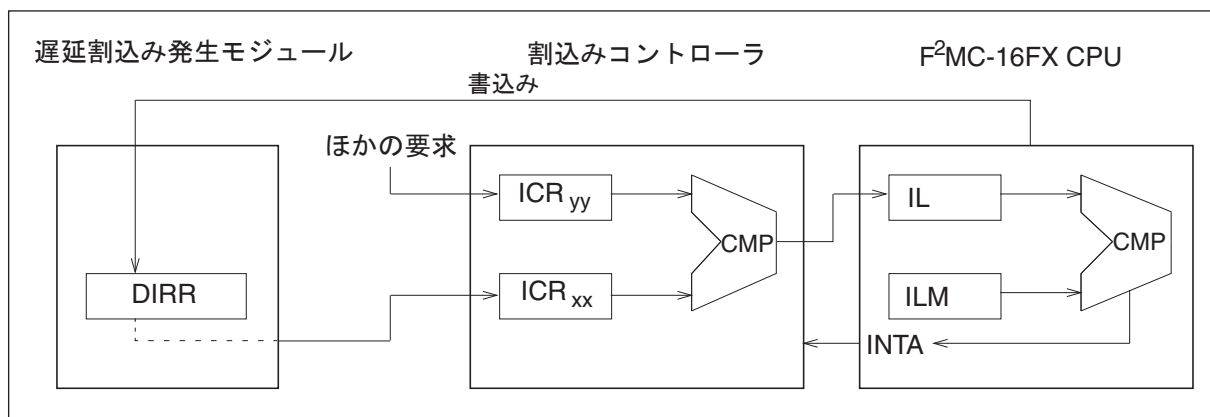 遅延割込み発生モジュール
割込みコントローラ
F²MC-16FX CPU
書込み
ほかの要求
ICR yy
CMP
IL
CMP
DIRR
ICR xx
ILM
INTA